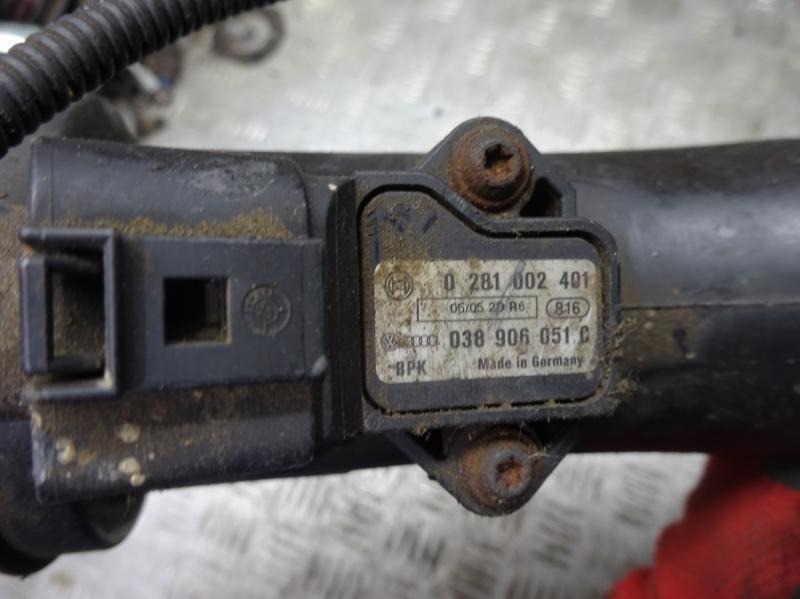 0 281 002 401
05/05 20 R6 816
038 906 051 C
BPK Made in Germany